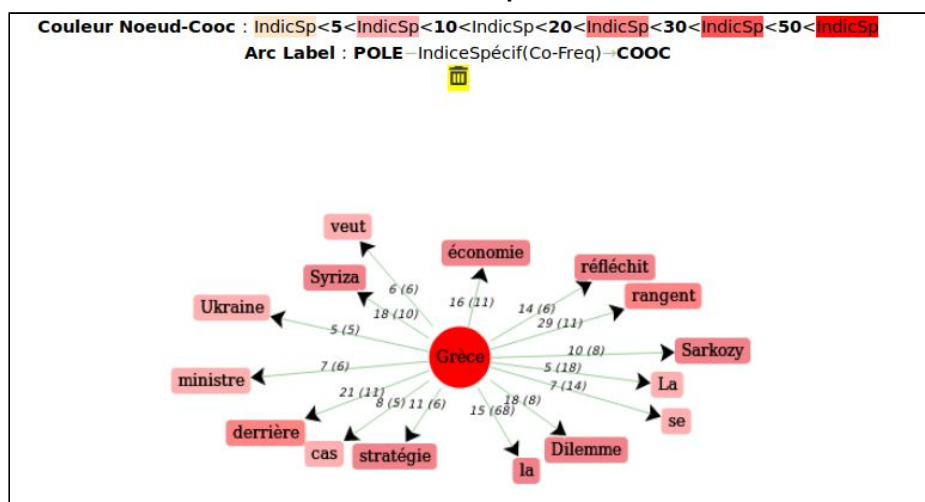 Couleur Noeud-Cooc : IndicSp<5<IndicSp<10<IndicSp<20<IndicSp<30<IndicSp<50<IndicSp
Arc Label : POLE–IndiceSpécif(Co-Freq)→COOC
veut
économie
Syriza
réfléchit
6 (6)
rangent
Ukraine
16 (11)
14 (6)
18 (10)
29 (11)
5 (5)
Grèce
10 (8)
Sarkozy
7 (6)
5 (18)
ministre
La
7 (14)
21 (11)
8 (5)
11 (6)
18 (8)
15 (68)
se
derrière
cas
stratégie
Dilemme
la